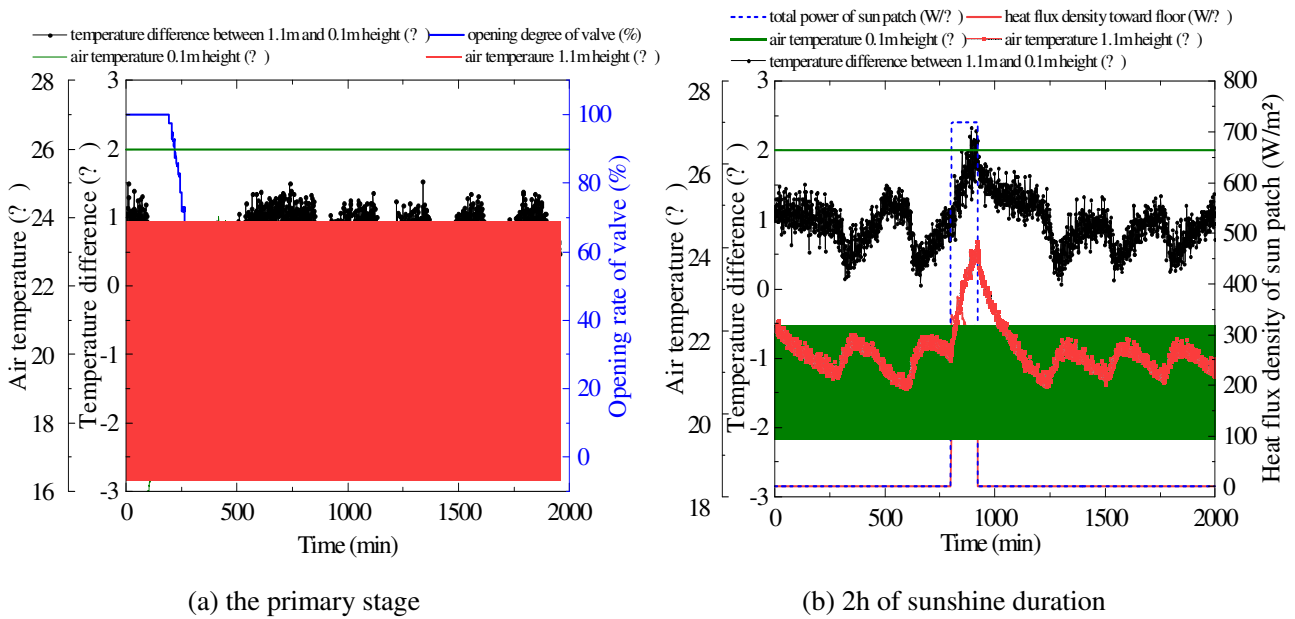 temperature difference between 1.1m and 0.1m height (? )
opening degree of valve (%)
air temperature 0.1m height (? )
air temperaure 1.1m height (? )
28
26
24
22
20
18
16
Air temperature (? )
3
2
1
0
-1
-2
-3
Temperature difference (? )
100
80
60
40
20
0
Opening rate of valve (%)
0 500 1000 1500 2000
Time (min)
(a) the primary stage
total power of sun patch (W/? )
heat flux density toward floor (W/? )
air temperature 0.1m height (? )
air temperature 1.1m height (? )
temperature difference between 1.1m and 0.1m height (? )
28
26
24
22
20
18
Air temperature (? )
3
2
1
0
-1
-2
-3
Temperature difference (? )
800
700
600
500
400
300
200
100
0
Heat flux density of sun patch (W/m²)
0 500 1000 1500 2000
Time (min)
(b) 2h of sunshine duration